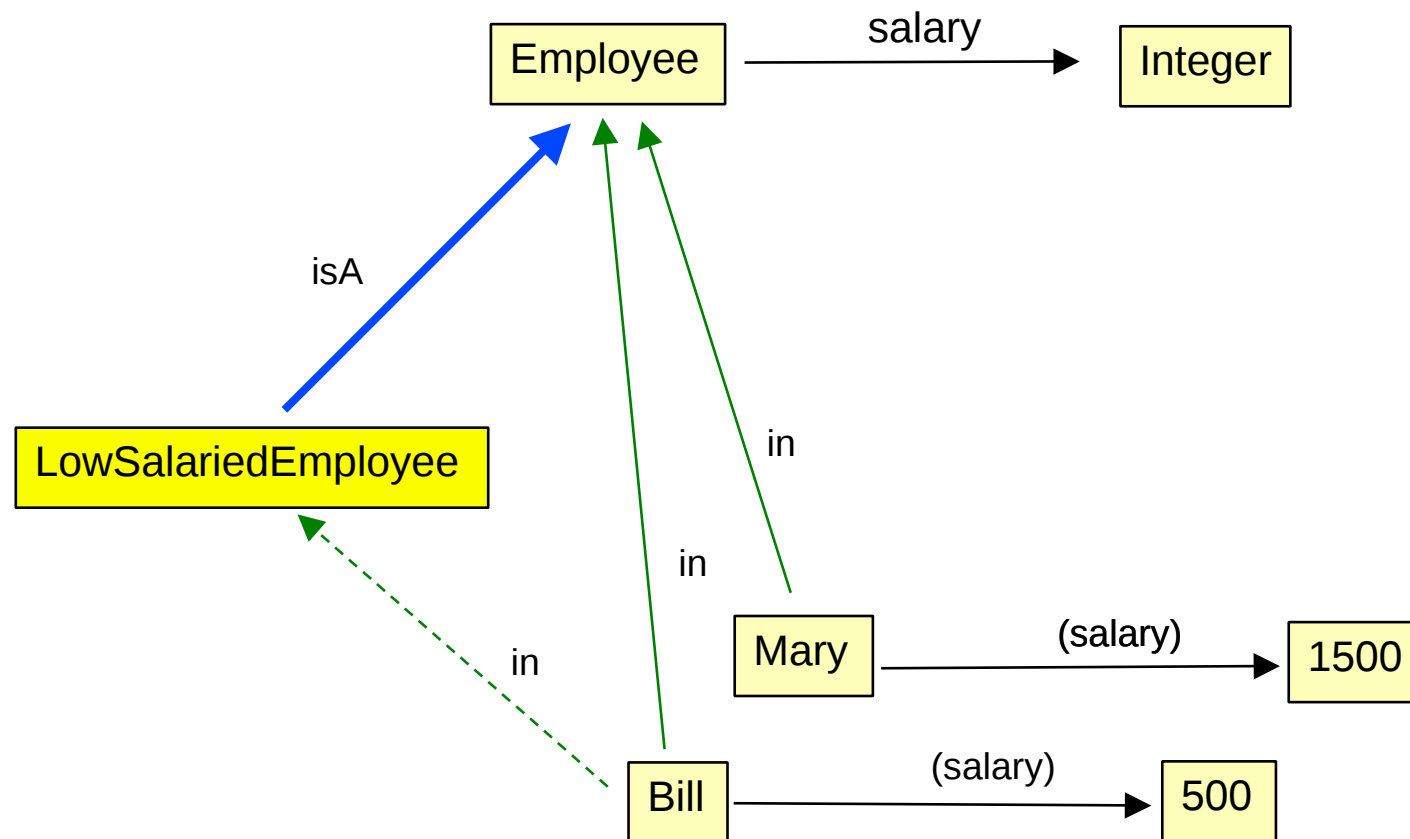 salary
Employee
Integer
isA
in
LowSalariedEmployee
in
in
Mary
(salary)
1500
Bill
(salary)
500